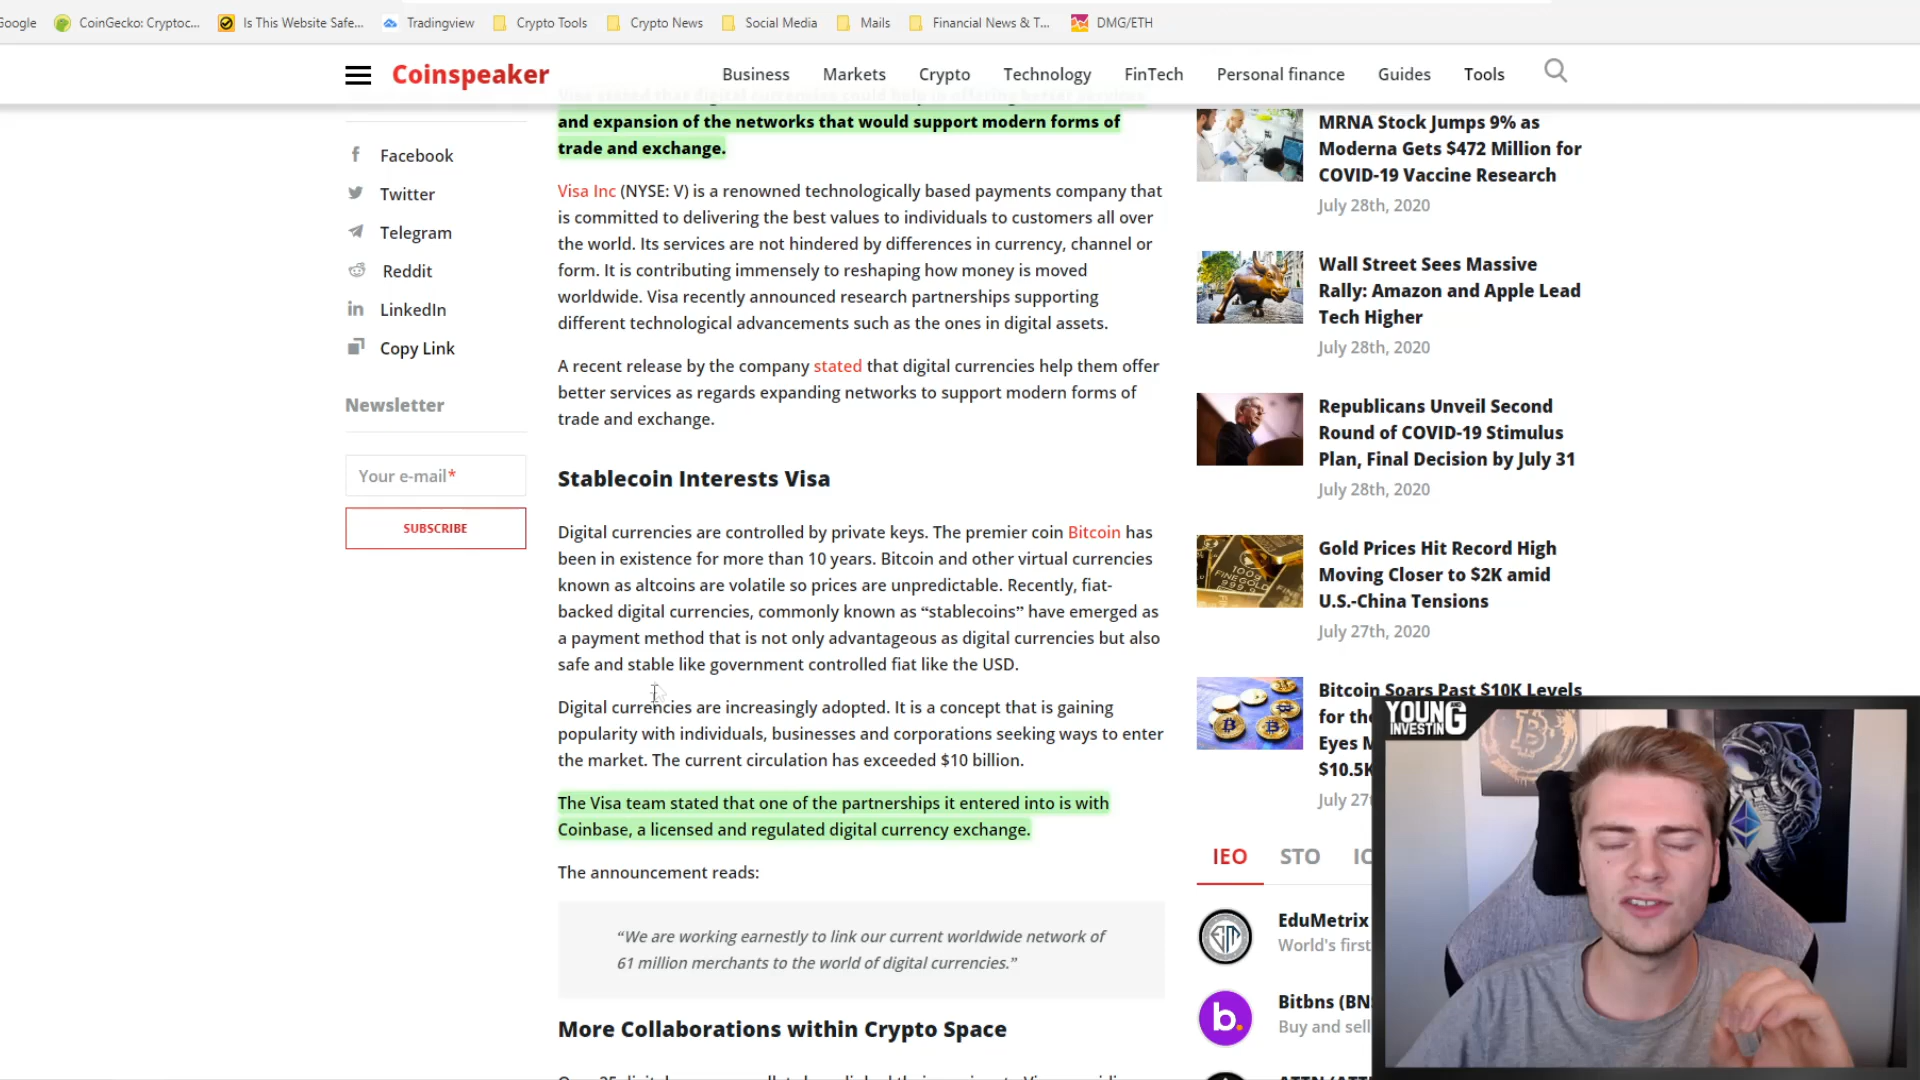 Google
CoinGecko: Cryptoc...
Is This Website Safe...
Tradingview
Crypto Tools
Crypto News
Social Media
Mails
Financial News & T...
DMG/ETH
Coinspeaker
Business
Markets
Crypto
Technology
FinTech
Personal finance
Guides
Tools
Facebook
Twitter
Telegram
Reddit
LinkedIn
Copy Link
Newsletter
Your e-mail*
SUBSCRIBE
and expansion of the networks that would support modern forms of
trade and exchange.
Visa Inc (NYSE: V) is a renowned technologically based payments company that
is committed to delivering the best values to individuals to customers all over
the world. Its services are not hindered by differences in currency, channel or
form. It is contributing immensely to reshaping how money is moved
worldwide. Visa recently announced research partnerships supporting
different technological advancements such as the ones in digital assets.
A recent release by the company stated that digital currencies help them offer
better services as regards expanding networks to support modern forms of
trade and exchange.
Stablecoin Interests Visa
Digital currencies are controlled by private keys. The premier coin Bitcoin has
been in existence for more than 10 years. Bitcoin and other virtual currencies
known as altcoins are volatile so prices are unpredictable. Recently, fiat-
backed digital currencies, commonly known as “stablecoins” have emerged as
a payment method that is not only advantageous as digital currencies but also
safe and stable like government controlled fiat like the USD.
Digital currencies are increasingly adopted. It is a concept that is gaining
popularity with individuals, businesses and corporations seeking ways to enter
the market. The current circulation has exceeded $10 billion.
The Visa team stated that one of the partnerships it entered into is with
Coinbase, a licensed and regulated digital currency exchange.
The announcement reads:
“We are working earnestly to link our current worldwide network of
61 million merchants to the world of digital currencies.”
More Collaborations within Crypto Space
MRNA Stock Jumps 9% as
Moderna Gets $472 Million for
COVID-19 Vaccine Research
July 28th, 2020
Wall Street Sees Massive
Rally: Amazon and Apple Lead
Tech Higher
July 28th, 2020
Republicans Unveil Second
Round of COVID-19 Stimulus
Plan, Final Decision by July 31
July 28th, 2020
Gold Prices Hit Record High
Moving Closer to $2K amid
U.S.-China Tensions
July 27th, 2020
Bitcoin Soars Past $10K Levels
for the
Eyes M
$10.5K
July 27t
IEO
STO
EduMetrix
World's first
Bitbns (BN
Buy and sell
YOUNG
AND
INVESTING